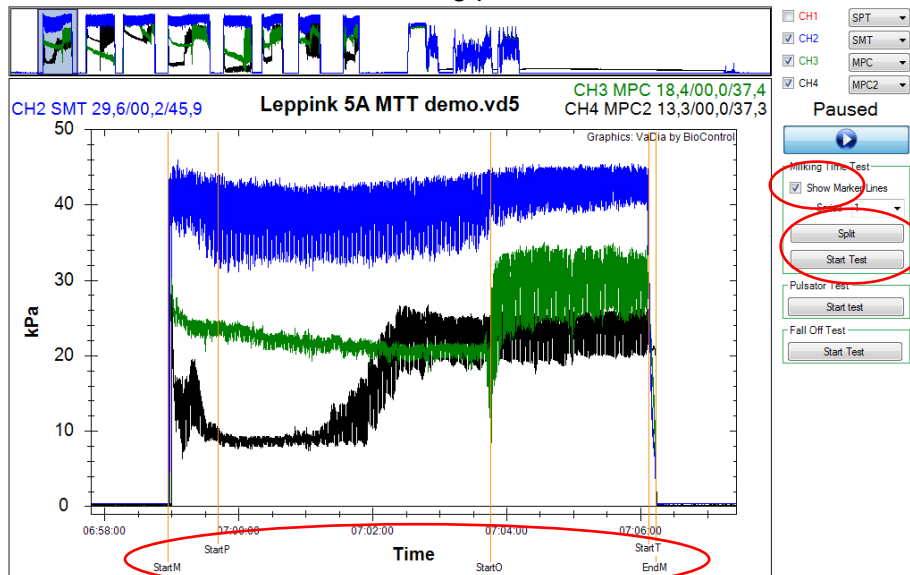 CH1 SPT
CH2 SMT
CH3 MPC
CH4 MPC2
Paused
CH2 SMT 29,6/00,2/45,9
Leppink 5A MTT demo.vd5
CH3 MPC 18,4/00,0/37,4
CH4 MPC2 13,3/00,0/37,3
Graphics: VaDia by BioControl
50
40
30
20
10
0
kPa
06:58:00 07:00:00 07:02:00 07:04:00 07:06:00
StartP StartT
StartM StartO EndM
Time
Milking Time Test
Show Marker Lines
Series 1
Split
Start Test
Pulsator Test
Start test
Fall Off Test
Start Test